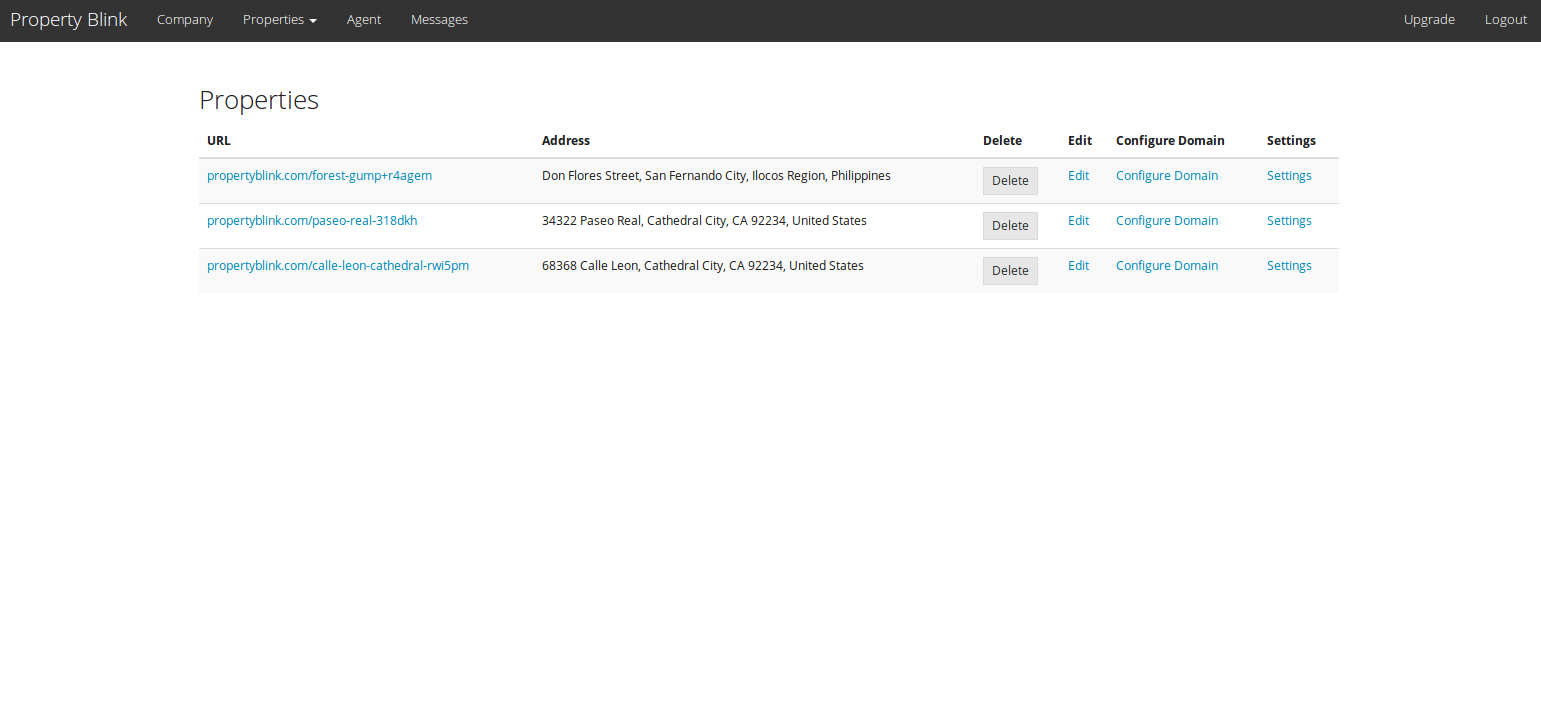 Property Blink Company Properties Agent Messages Upgrade Logout
Properties
URL Address Delete Edit Configure Domain Settings
propertyblink.com/forest-gump+r4agem Don Flores Street, San Fernando City, Ilocos Region, Philippines Delete Edit Configure Domain Settings
propertyblink.com/paseo-real-318dkh 34322 Paseo Real, Cathedral City, CA 92234, United States Delete Edit Configure Domain Settings
propertyblink.com/calle-leon-cathedral-rwi5pm 68368 Calle Leon, Cathedral City, CA 92234, United States Delete Edit Configure Domain Settings